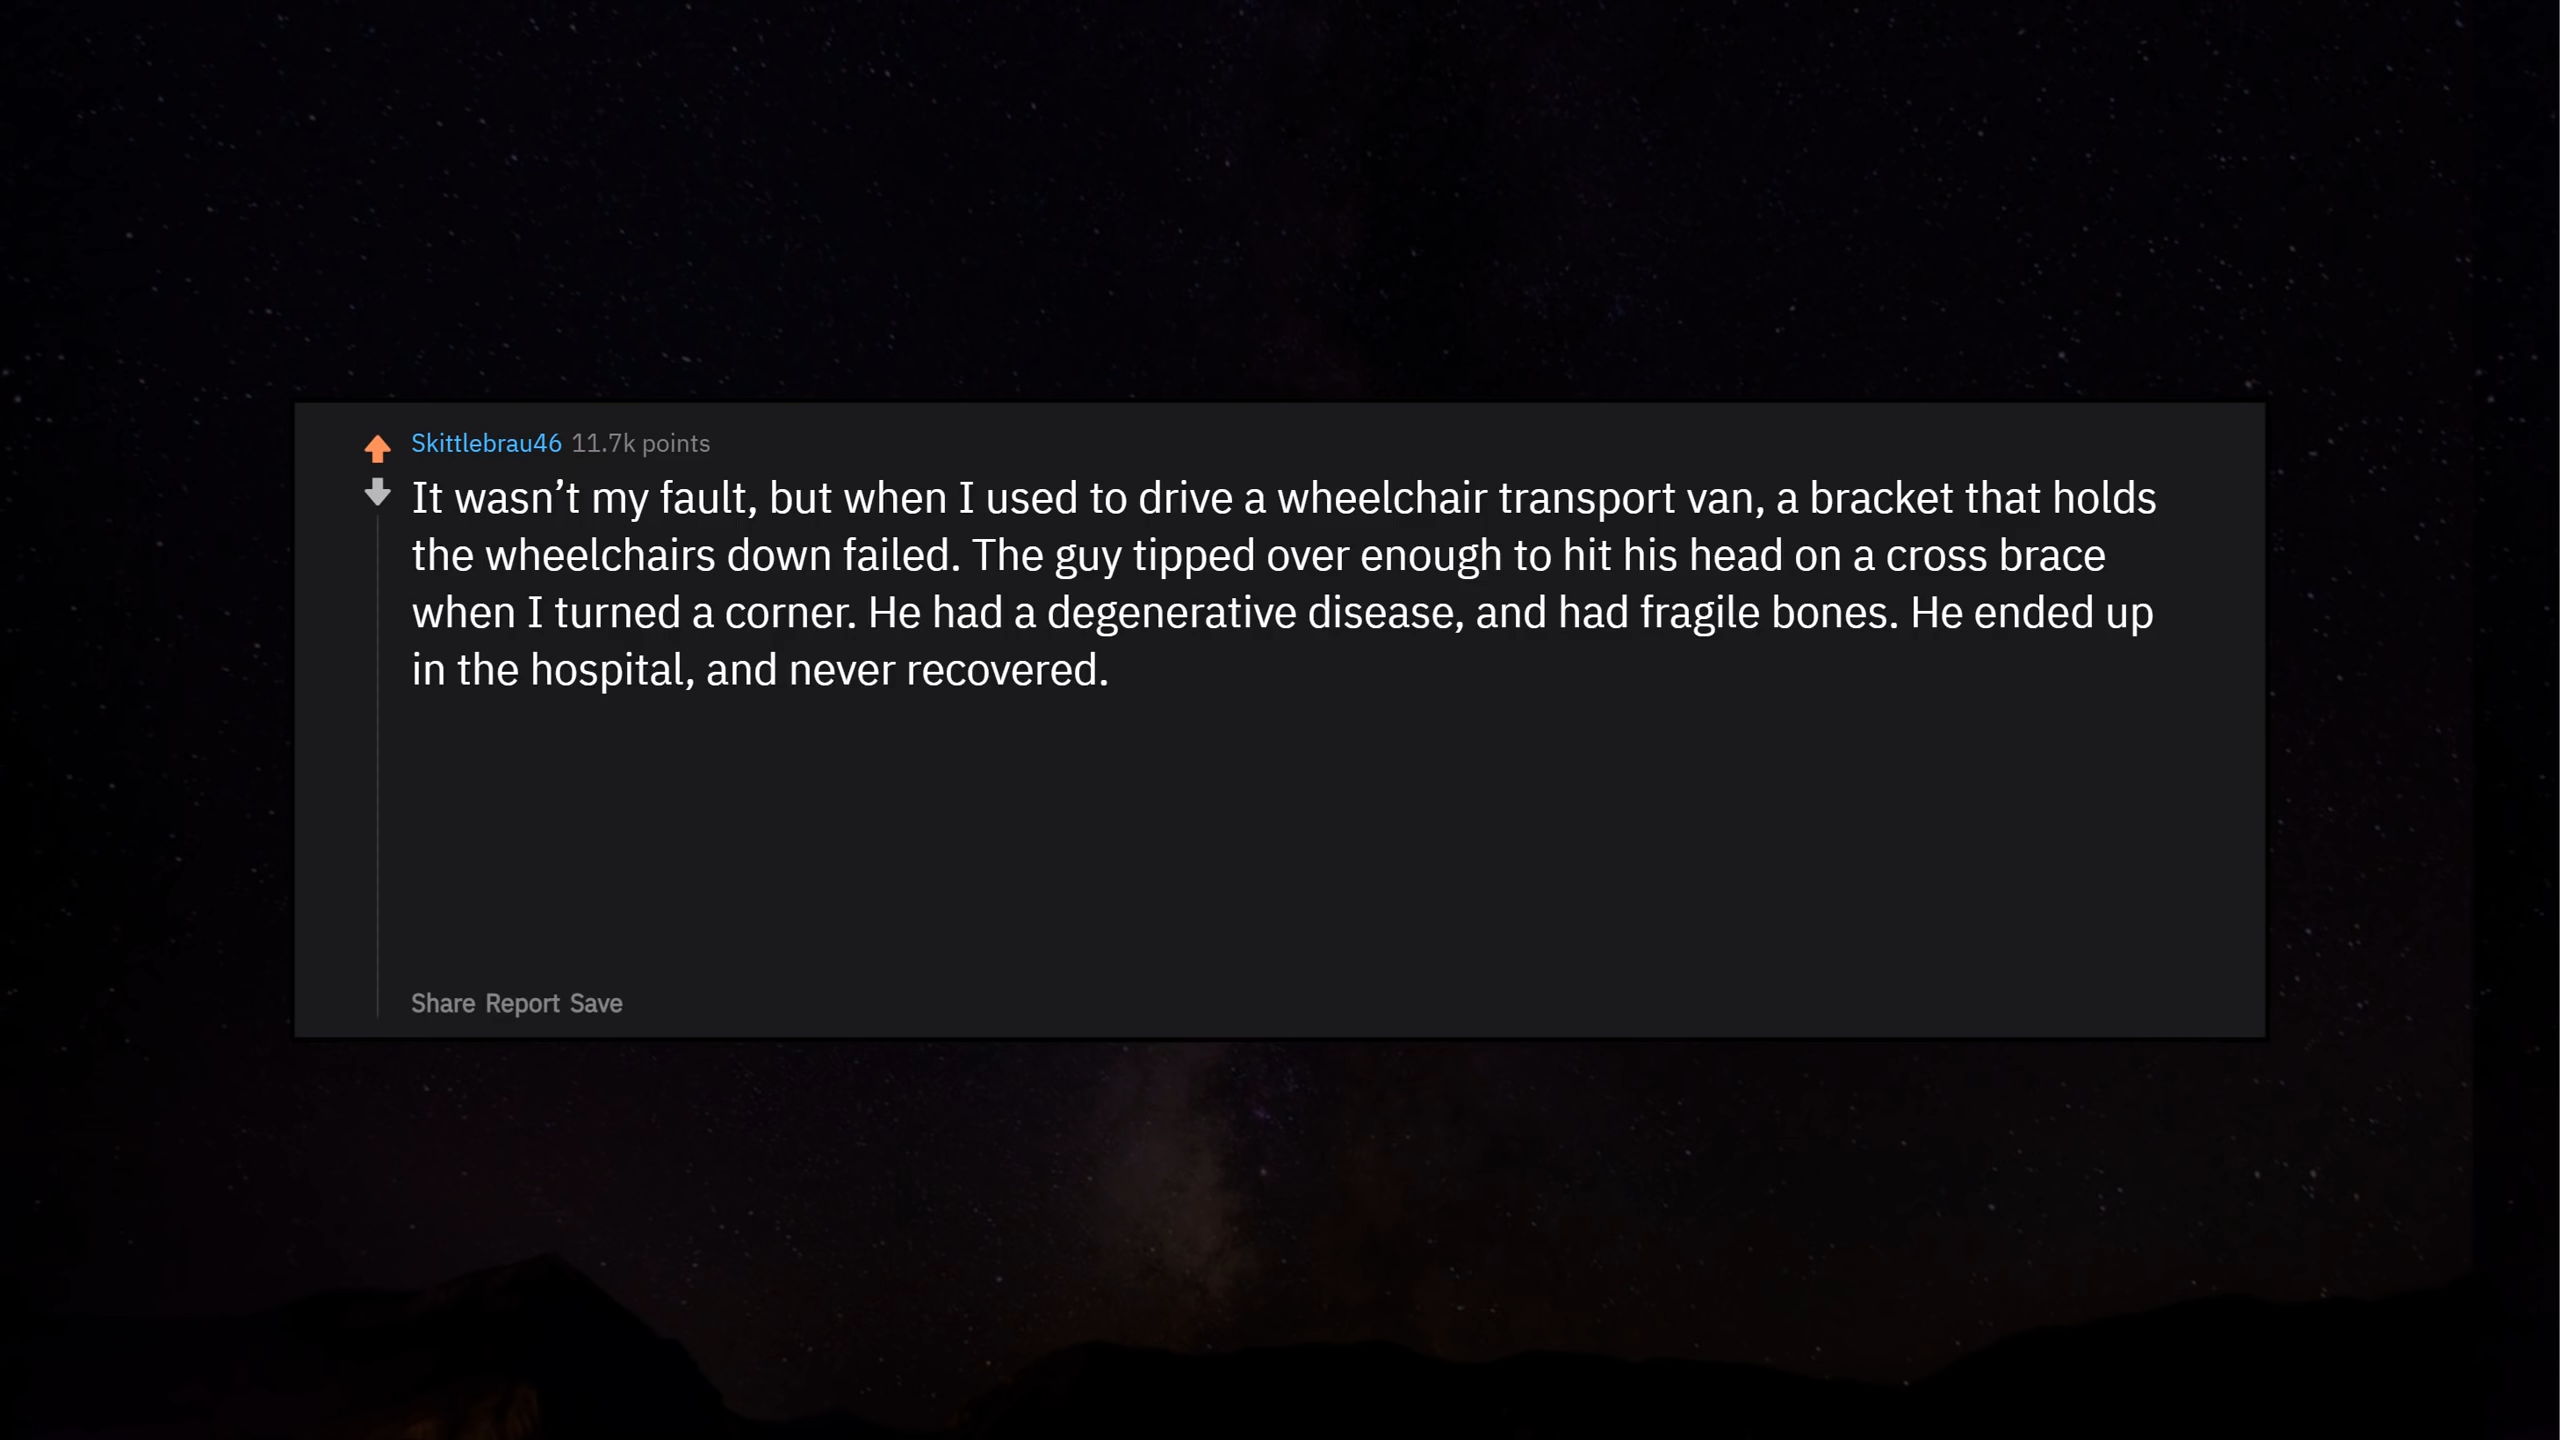 Skittlebrau46 11.7k points
It wasn’t my fault, but when I used to drive a wheelchair transport van, a bracket that holds
the wheelchairs down failed. The guy tipped over enough to hit his head on a cross brace
when I turned a corner. He had a degenerative disease, and had fragile bones. He ended up
in the hospital, and never recovered.
Share Report Save